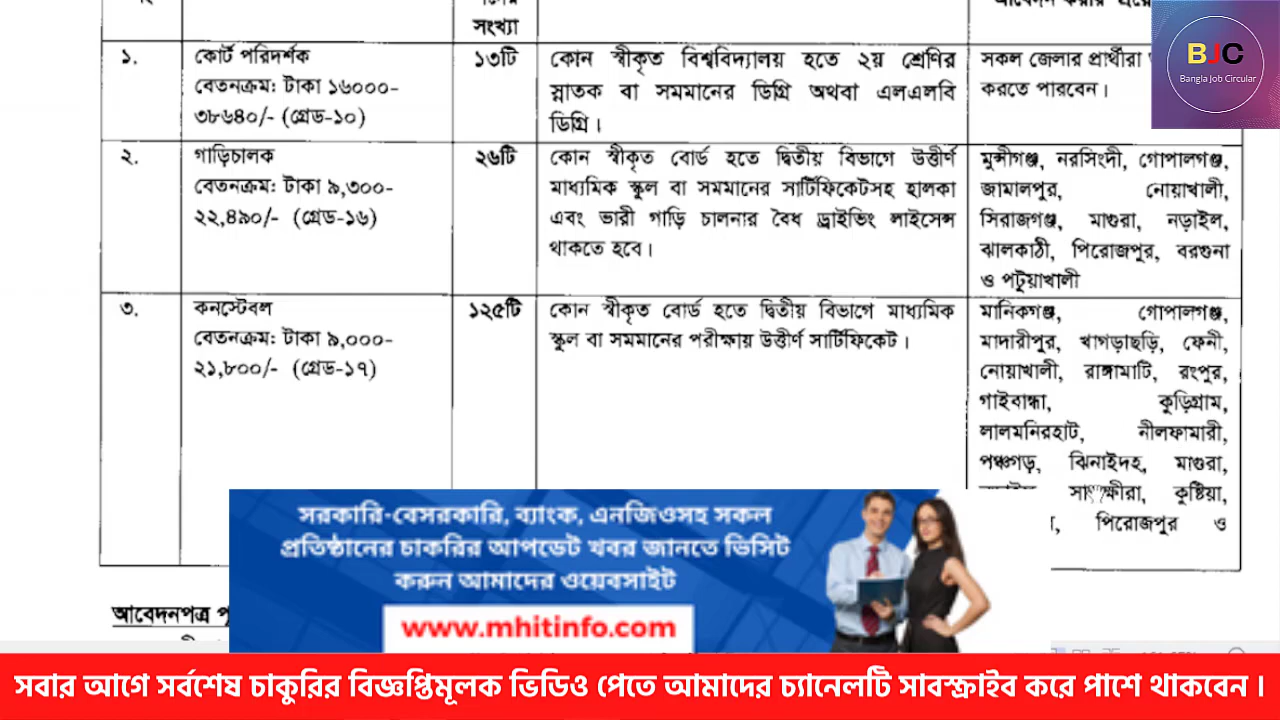 সংখ্যা
BJC
Bangla Job Circular
১. কোর্ট পরিদর্শক ১৩টি কোন স্বীকৃত বিশ্ববিদ্যালয় হতে ২য় শ্রেণির সকল জেলার প্রার্থীরা
বেতনক্রম: টাকা ১৬০০০- স্নাতক বা সমমানের ডিগ্রি অথবা এলএলবি করতে পারবেন।
৩৮৬৪০/- (গ্রেড-১০) ডিগ্রি।
২. গাড়িচালক ২৬টি কোন স্বীকৃত বোর্ড হতে দ্বিতীয় বিভাগে উত্তীর্ণ মুন্সীগঞ্জ, নরসিংদী, গোপালগঞ্জ,
বেতনক্রম: টাকা ৯,৩০০- মাধ্যমিক স্কুল বা সমমানের সার্টিফিকেটসহ হালকা জামালপুর, নোয়াখালী,
২২,৪৯০/- (গ্রেড-১৬) এবং ভারী গাড়ি চালনার বৈধ ড্রাইভিং লাইসেন্স সিরাজগঞ্জ, মাগুরা, নড়াইল,
থাকতে হবে। ঝালকাঠী, পিরোজপুর, বরগুনা
ও পটুয়াখালী
৩. কনস্টেবল ১২৫টি কোন স্বীকৃত বোর্ড হতে দ্বিতীয় বিভাগে মাধ্যমিক মানিকগঞ্জ, গোপালগঞ্জ,
বেতনক্রম: টাকা ৯,০০০- স্কুল বা সমমানের পরীক্ষায় উত্তীর্ণ সার্টিফিকেট। মাদারীপুর, খাগড়াছড়ি, ফেনী,
২১,৮০০/- (গ্রেড-১৭) নোয়াখালী, রাঙ্গামাটি, রংপুর,
গাইবান্ধা, কুড়িগ্রাম,
লালমনিরহাট, নীলফামারী,
পঞ্চগড়, ঝিনাইদহ, মাগুরা,
কুষ্টিয়া,
পিরোজপুর ও
সরকারি-বেসরকারি, ব্যাংক, এনজিওসহ সকল
প্রতিষ্ঠানের চাকরির আপডেট খবর জানতে ভিসিট
করুন আমাদের ওয়েবসাইট
www.mhitinfo.com
আবেদনপত্র
সবার আগে সর্বশেষ চাকুরির বিজ্ঞপ্তিমূলক ভিডিও পেতে আমাদের চ্যানেলটি সাবস্ক্রাইব করে পাশে থাকবেন।